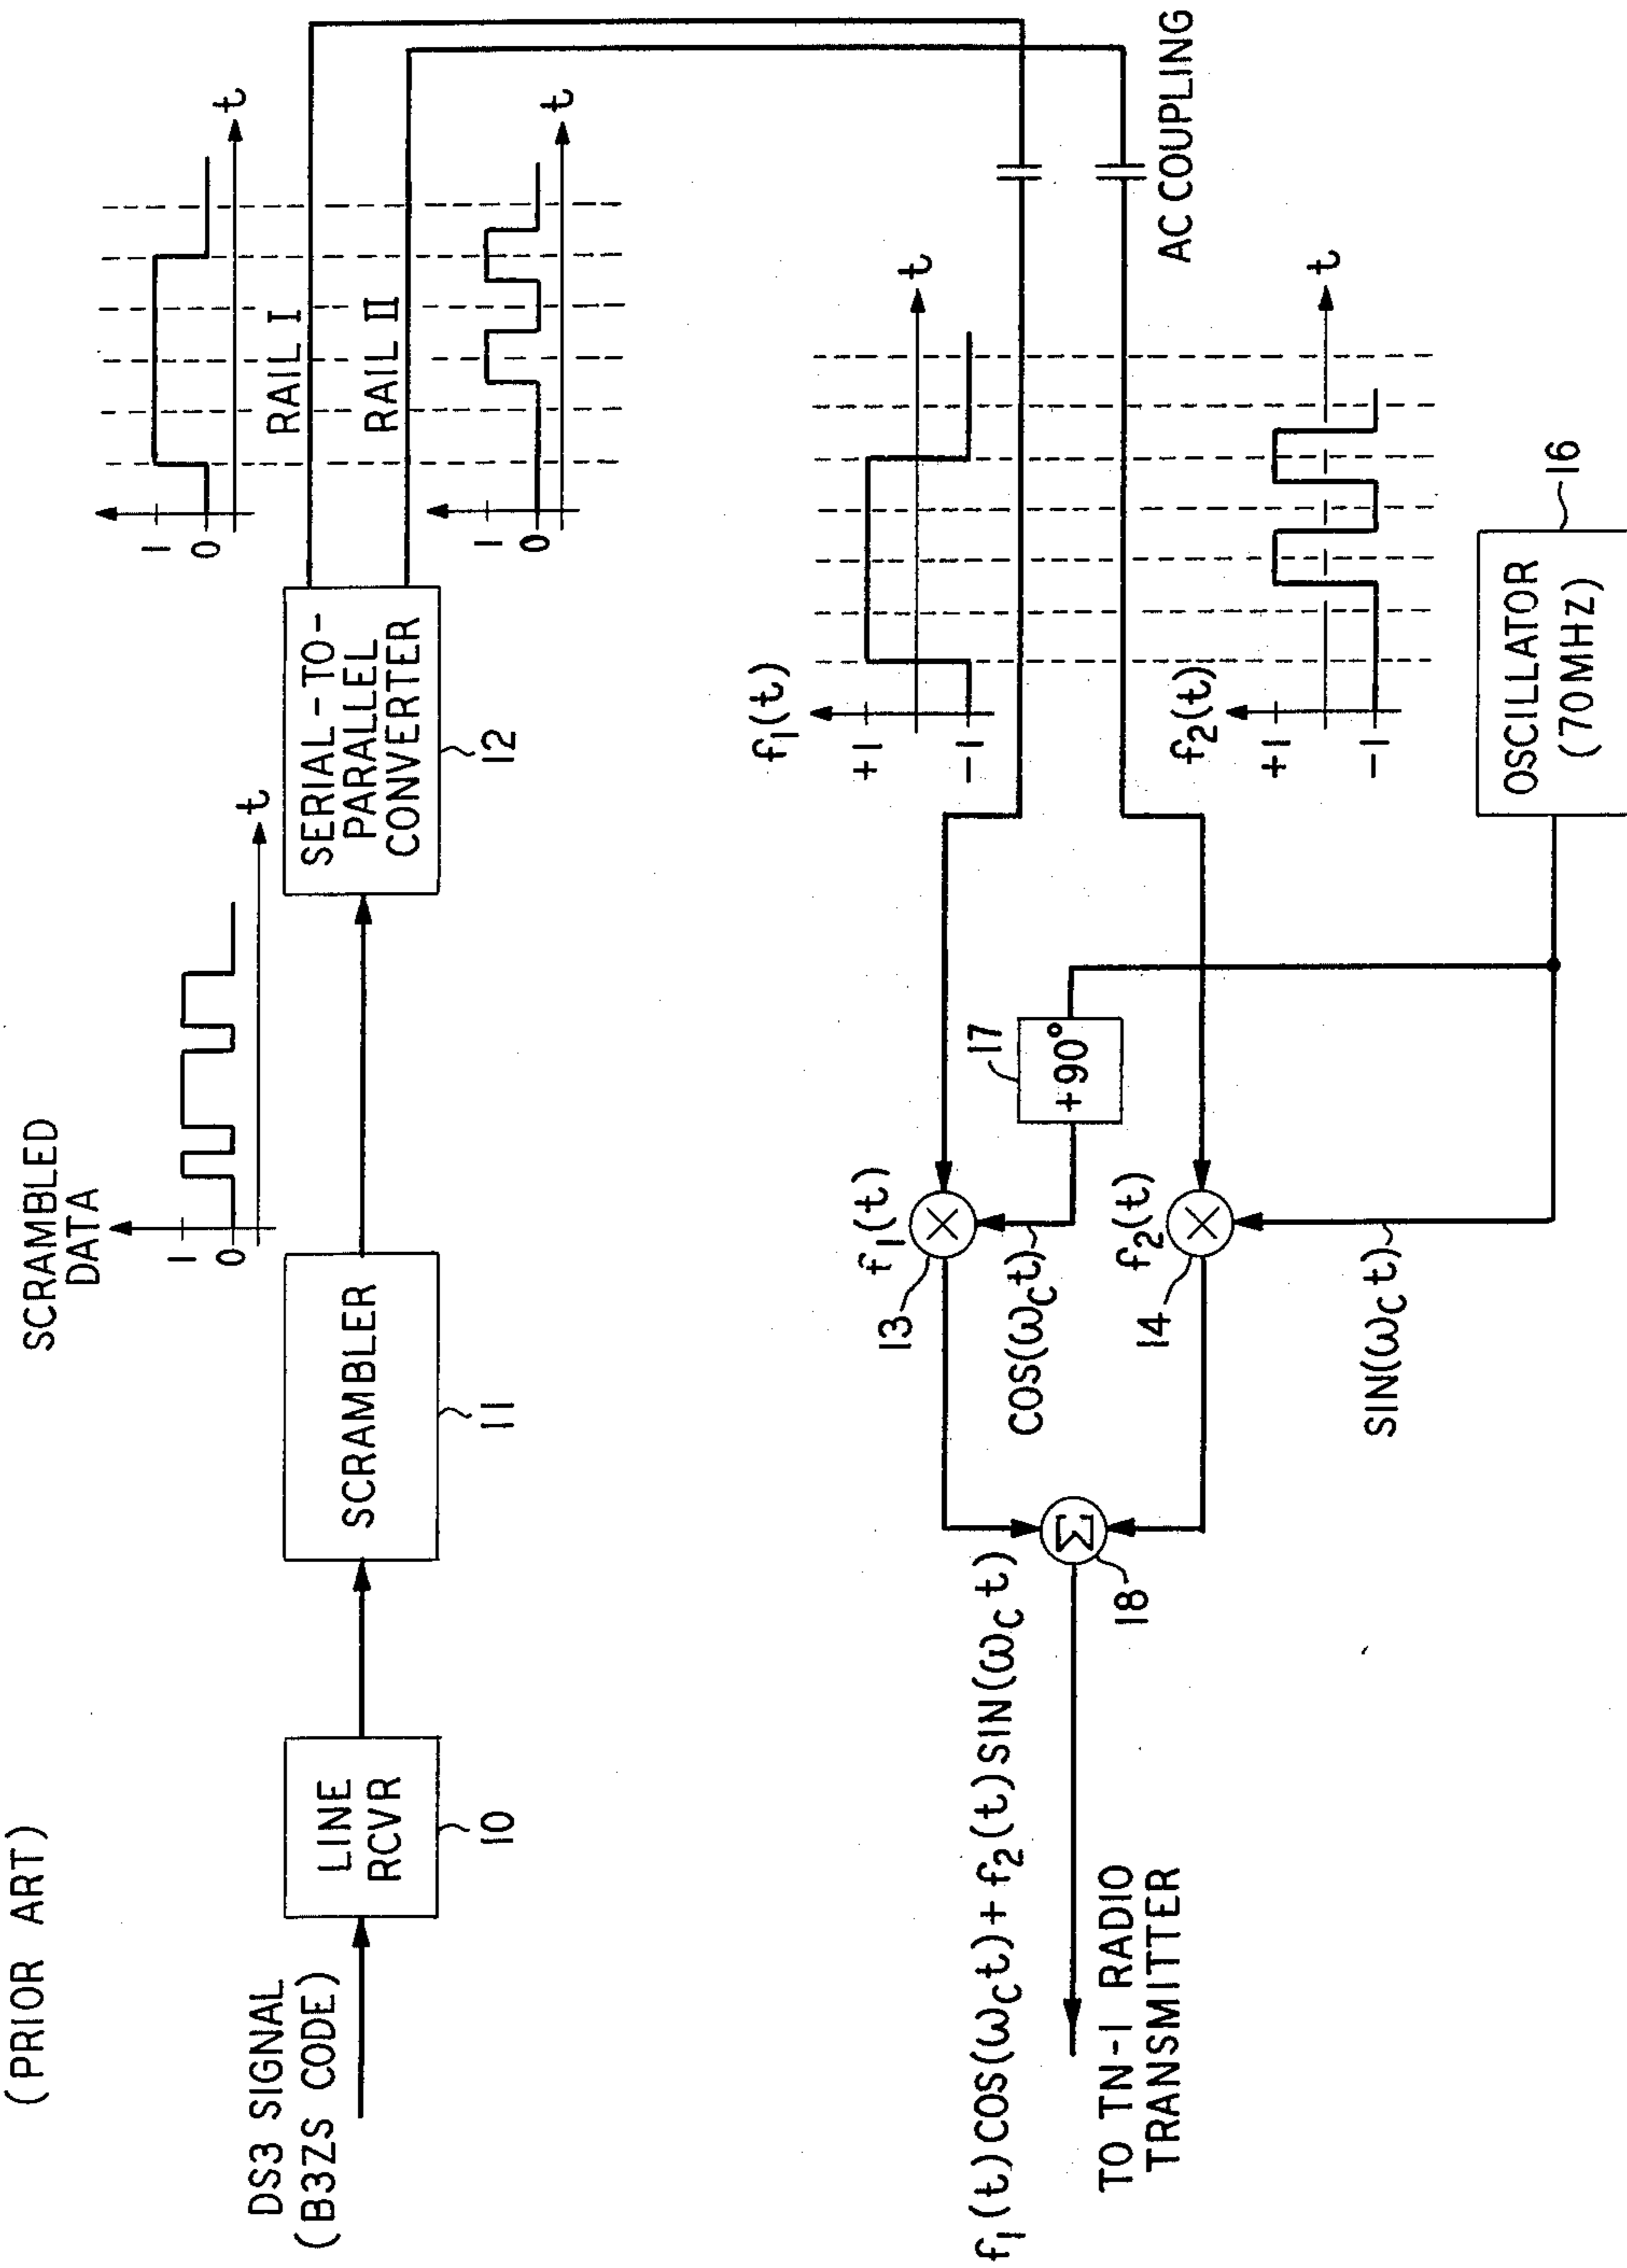 (PRIOR ART)
DS3 SIGNAL
(B3ZS CODE)
LINE
RCVR
10
SCRAMBLER
11
SCRAMBLED
DATA
1
0
t
SERIAL-TO-
PARALLEL
CONVERTER
12
1
0
t
RAIL I
RAIL II
1
0
t
AC COUPLING
f₁(t)
+1
-1
t
f₂(t)
+1
-1
t
OSCILLATOR
(70MHZ)
16
17
+90°
f₁(t)
13
COS(ωCt)
f₂(t)
14
SIN(ωCt)
Σ
18
f₁(t)COS(ωCt)+f₂(t)SIN(ωCt)
TO TN-1 RADIO
TRANSMITTER